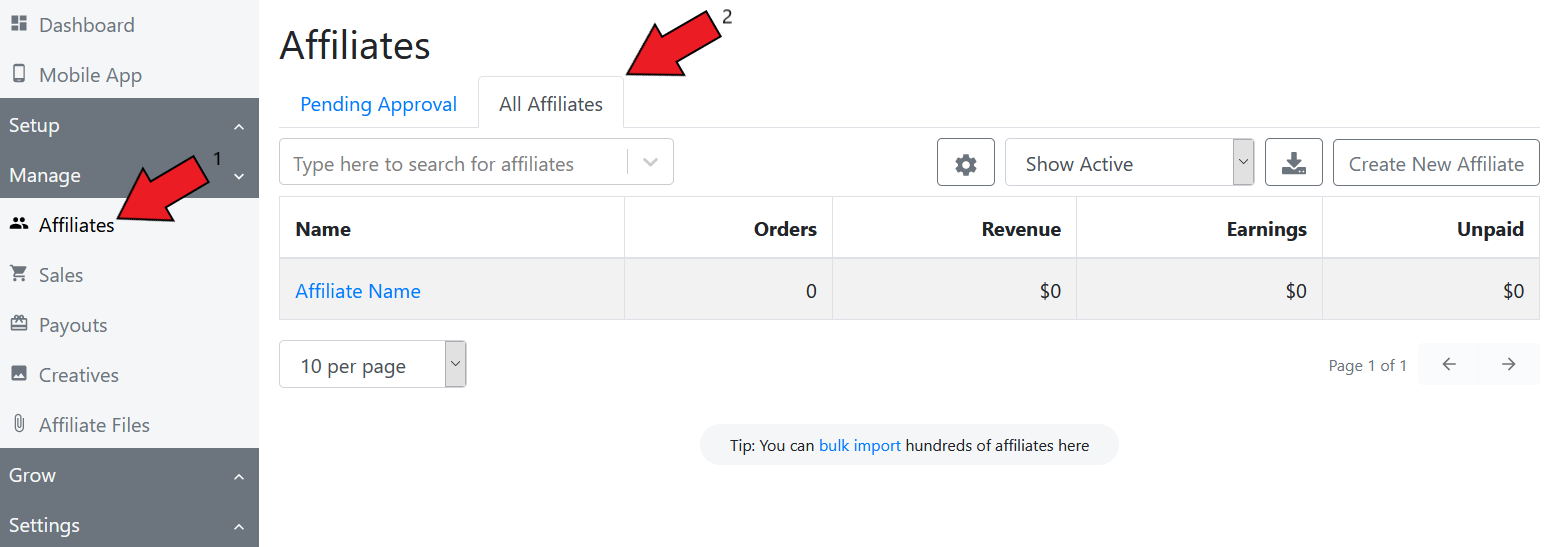 Dashboard
Mobile App
Setup
Manage
1
Affiliates
Sales
Payouts
Creatives
Affiliate Files
Grow
Settings
Affiliates
2
Pending Approval All Affiliates
Type here to search for affiliates Show Active Create New Affiliate
Name Orders Revenue Earnings Unpaid
Affiliate Name 0 $0 $0 $0
10 per page Page 1 of 1
Tip: You can bulk import hundreds of affiliates here